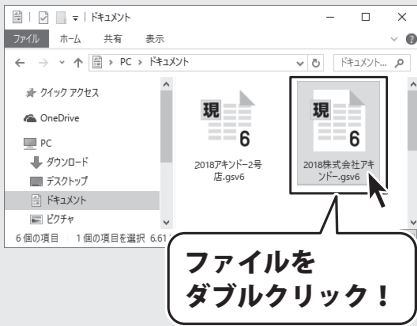 ドキュメント
ファイル ホーム 共有 表示
PC › ドキュメント ドキュメント...
クイック アクセス
OneDrive
PC
ダウンロード
デスクトップ
ドキュメント
ピクチャ
現
6
2018アキンドー2号
店.gsv6
現
6
2018株式会社アキ
ンドー.gsv6
6 個の項目 1 個の項目を選択 6.61
ファイルを
ダブルクリック！